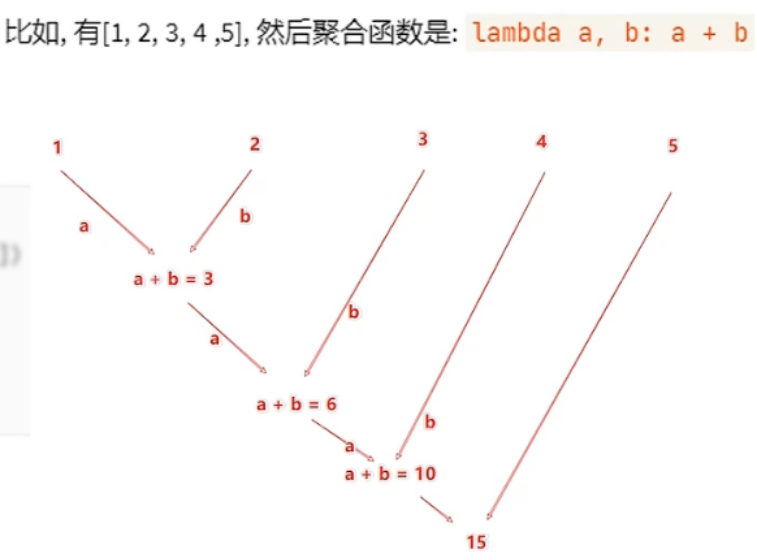 比如, 有[1, 2, 3, 4 ,5], 然后聚合函数是: lambda a, b: a + b
1 2 3 4 5
a b
a + b = 3
a b
a + b = 6
a b
a + b = 10
15